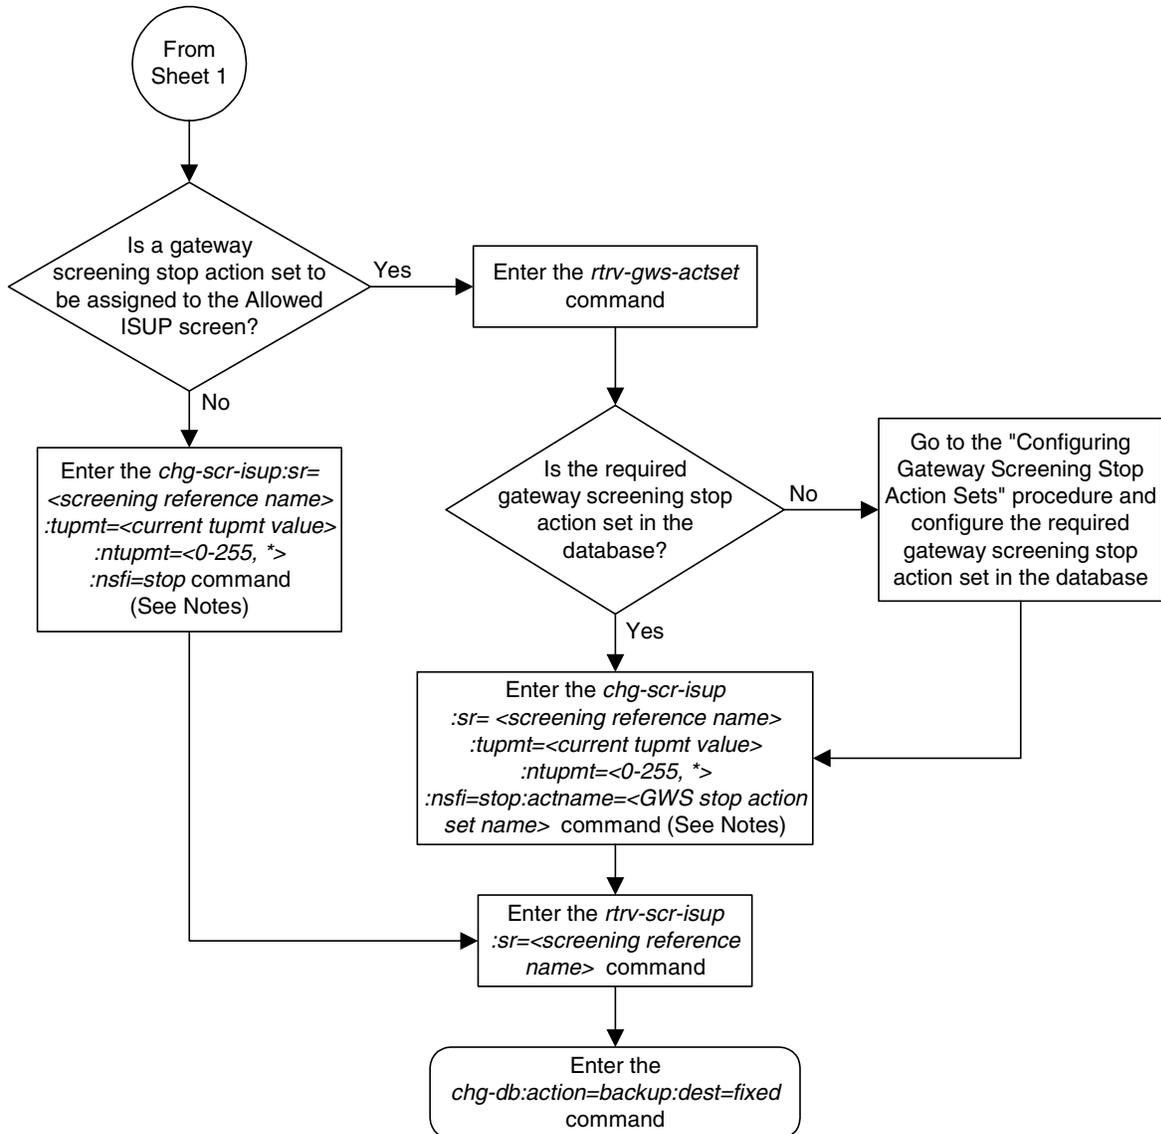 From
Sheet 1
Is a gateway
screening stop action set to
be assigned to the Allowed
ISUP screen?
Yes
Enter the rtrv-gws-actset
command
No
Enter the chg-scr-isup:sr=
<screening reference name>
:tupmt=<current tupmt value>
:ntupmt=<0-255, *>
:nsfi=stop command
(See Notes)
Is the required
gateway screening stop
action set in the
database?
No
Go to the "Configuring
Gateway Screening Stop
Action Sets" procedure and
configure the required
gateway screening stop
action set in the database
Yes
Enter the chg-scr-isup
:sr= <screening reference name>
:tupmt=<current tupmt value>
:ntupmt=<0-255, *>
:nsfi=stop:actname=<GWS stop action
set name> command (See Notes)
Enter the rtrv-scr-isup
:sr=<screening reference
name> command
Enter the
chg-db:action=backup:dest=fixed
command